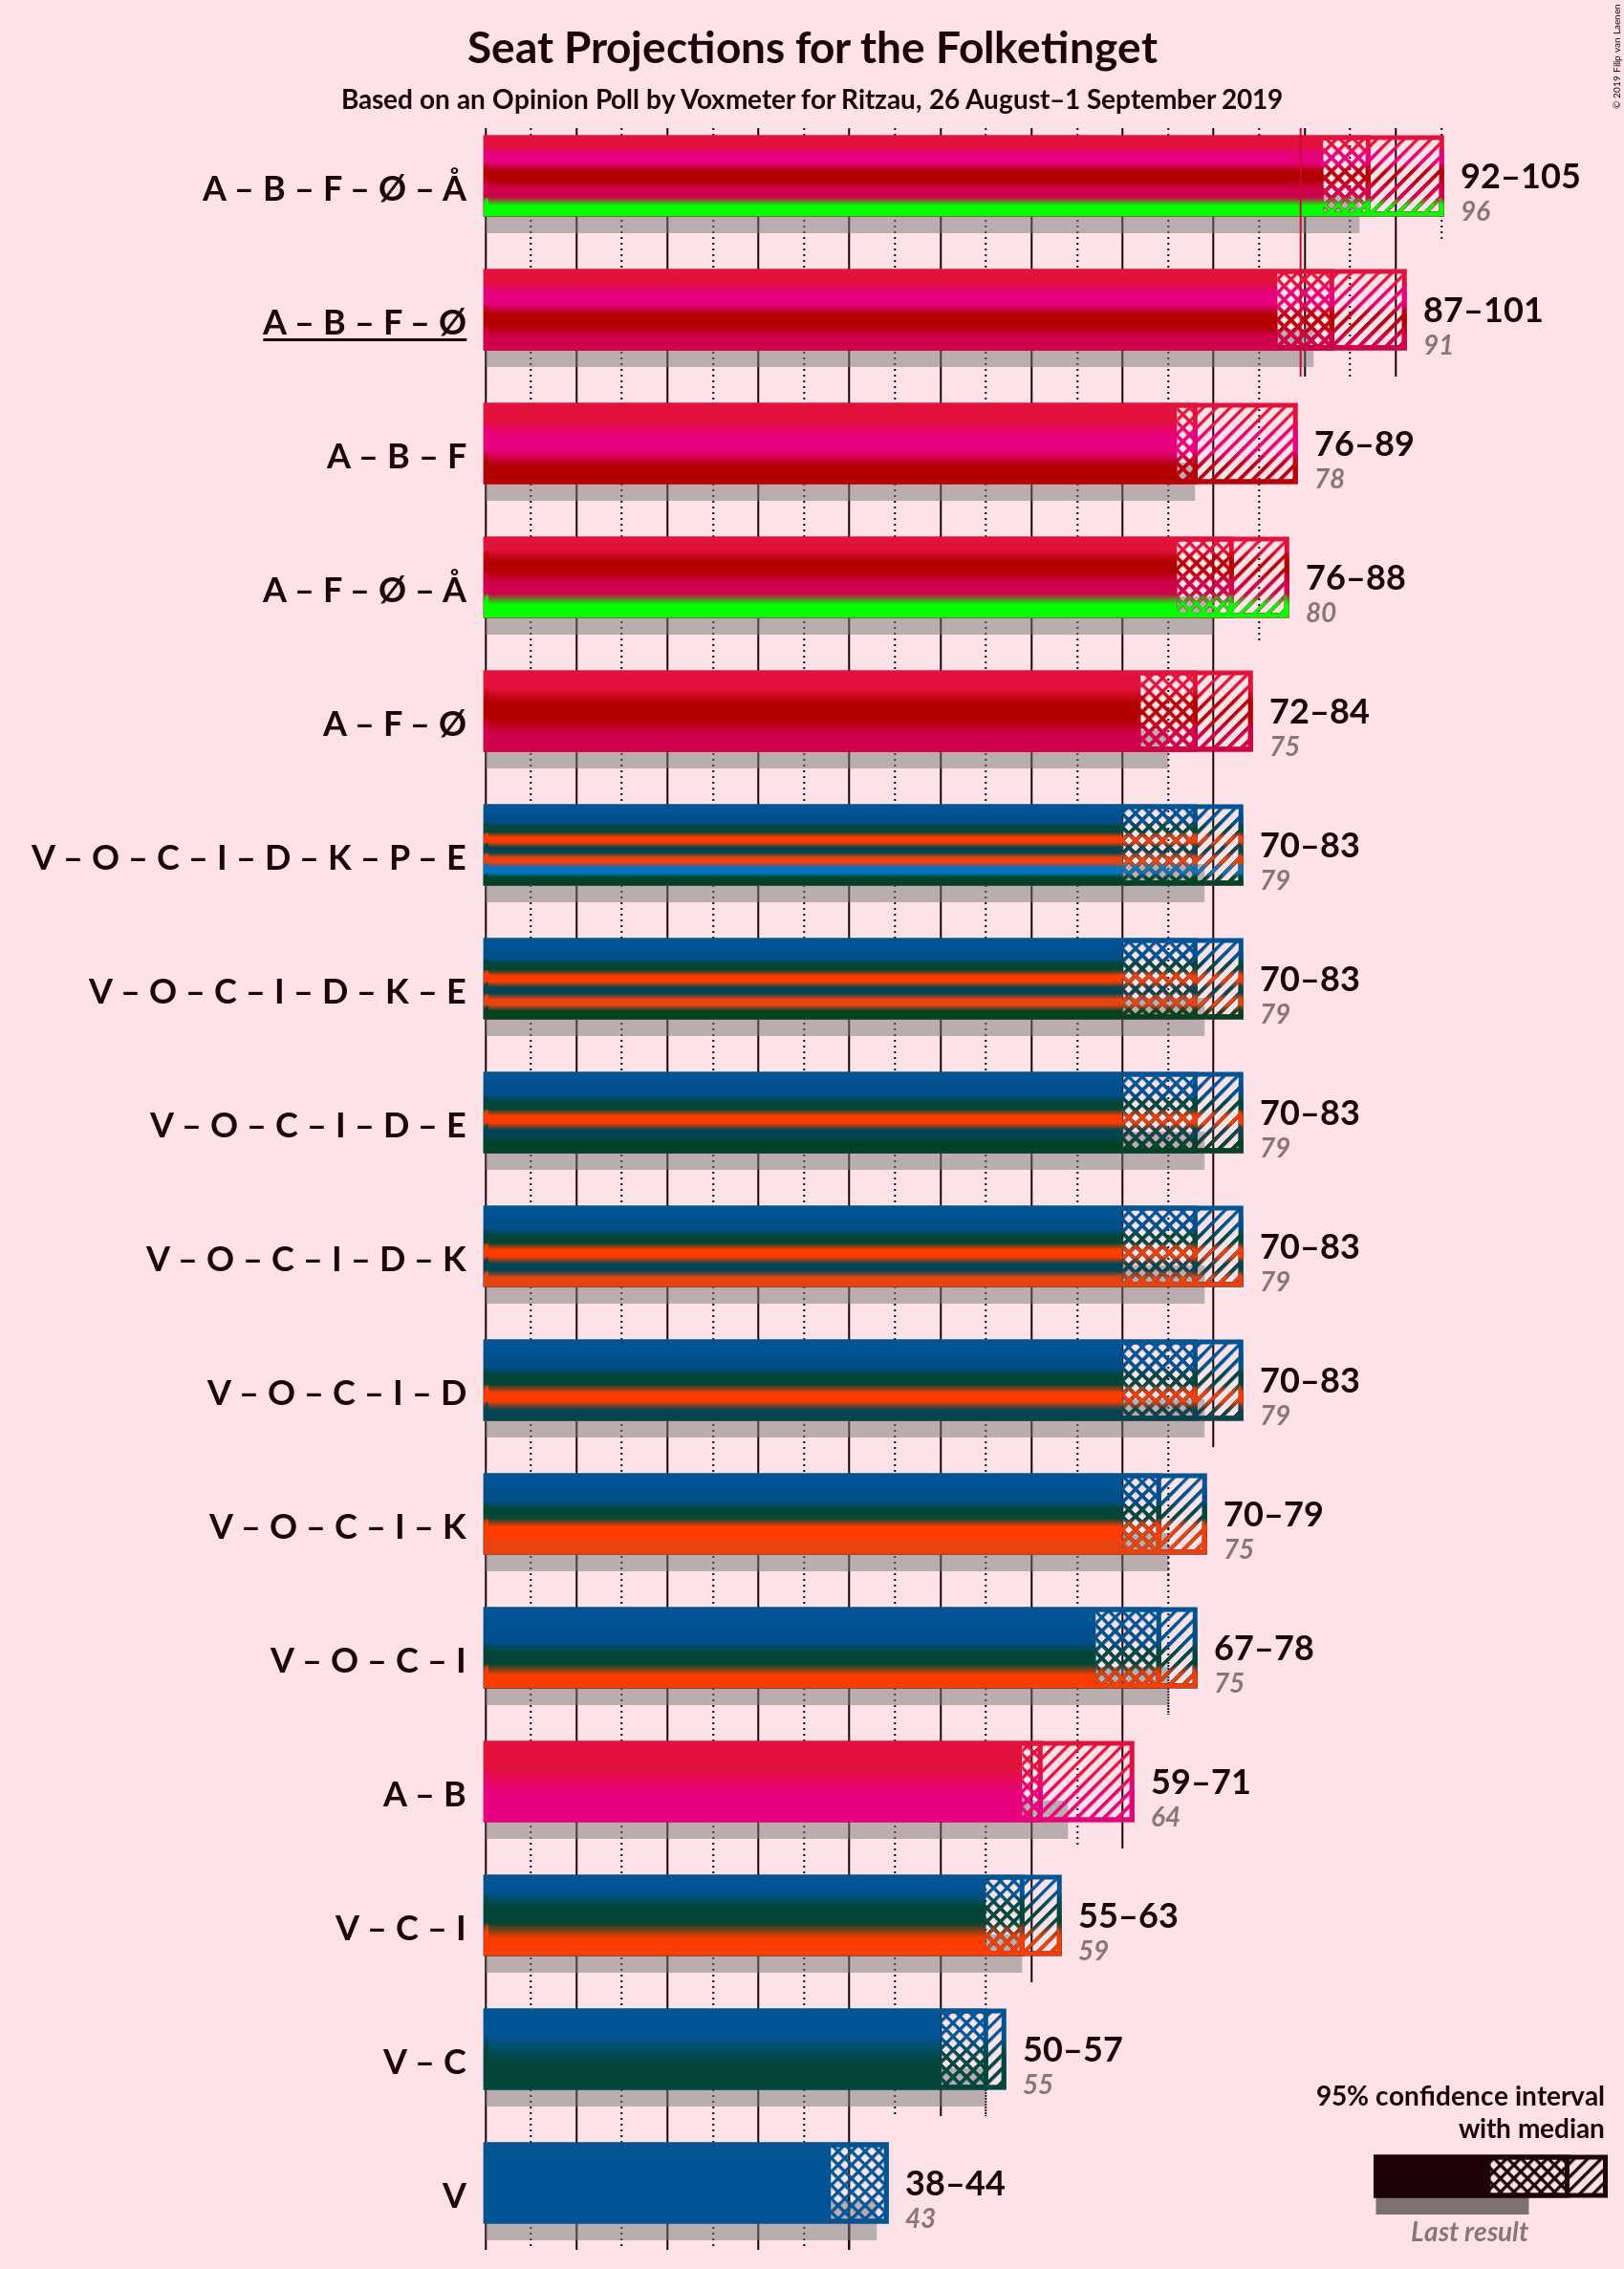 Seat Projections for the Folketinget
Based on an Opinion Poll by Voxmeter for Ritzau, 26 August–1 September 2019
© 2019 Filip van Laenen
A – B – F – Ø – Å
92–105
96
A – B – F – Ø
87–101
91
A – B – F
76–89
78
A – F – Ø – Å
76–88
80
A – F – Ø
72–84
75
V – O – C – I – D – K – P – E
70–83
79
V – O – C – I – D – K – E
70–83
79
V – O – C – I – D – E
70–83
79
V – O – C – I – D – K
70–83
79
V – O – C – I – D
70–83
79
V – O – C – I – K
70–79
75
V – O – C – I
67–78
75
A – B
59–71
64
V – C – I
55–63
59
V – C
50–57
55
V
38–44
43
95% confidence interval
with median
Last result